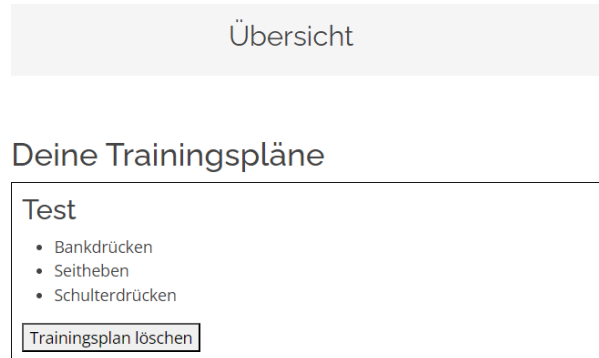 Übersicht
Deine Trainingspläne
Test
Bankdrücken
Seitheben
Schulterdrücken
Trainingsplan löschen